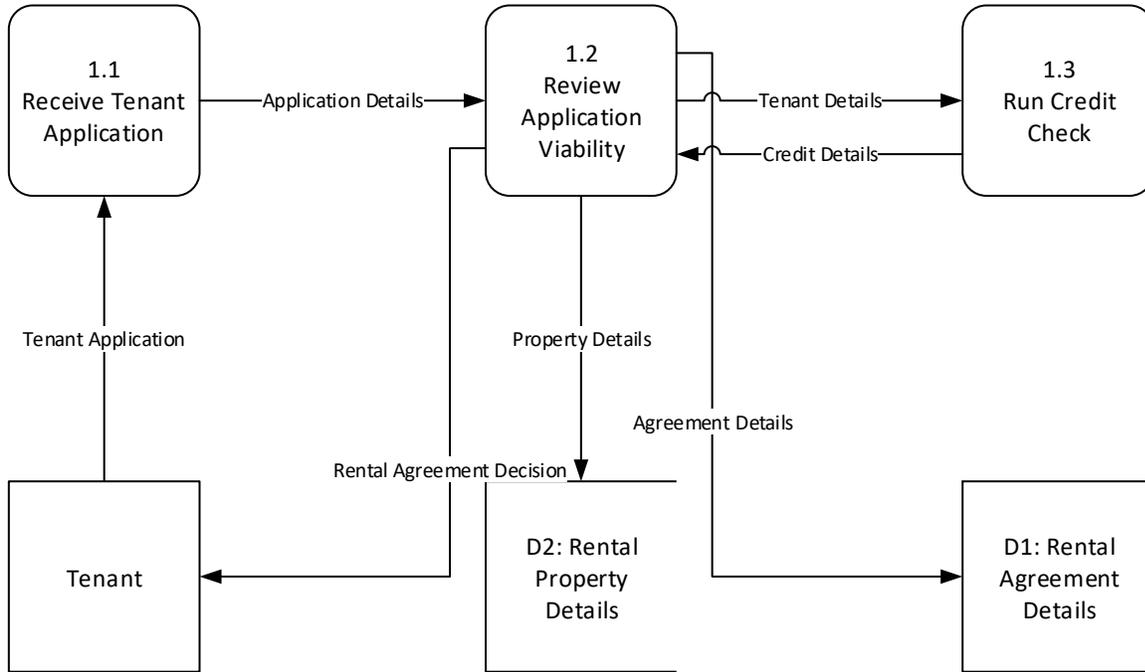 1.1
Receive Tenant
Application
Application Details
1.2
Review
Application
Viability
Tenant Details
Credit Details
1.3
Run Credit
Check
Tenant Application
Property Details
Agreement Details
Rental Agreement Decision
Tenant
D2: Rental
Property
Details
D1: Rental
Agreement
Details